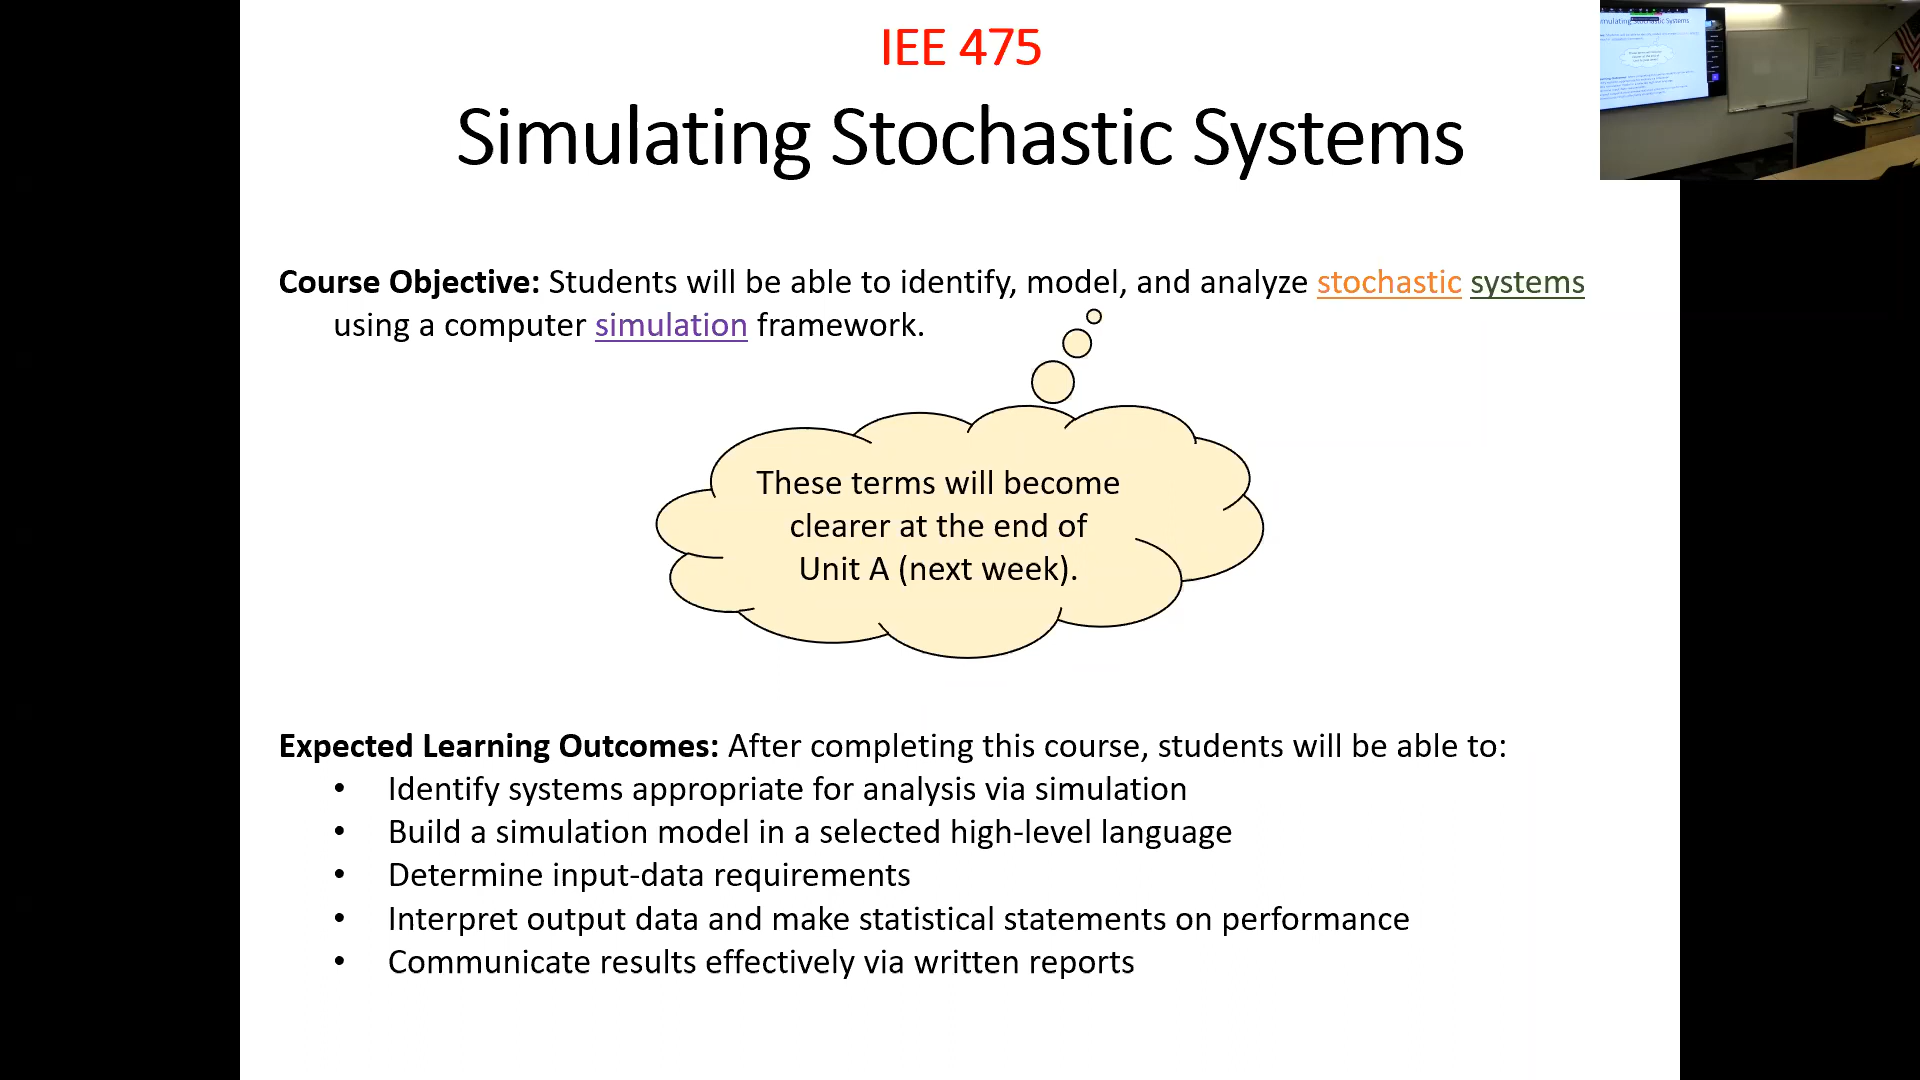 IEE 475
Simulating Stochastic Systems
Course Objective: Students will be able to identify, model, and analyze stochastic systems
using a computer simulation framework.
These terms will become
clearer at the end of
Unit A (next week).
Expected Learning Outcomes: After completing this course, students will be able to:
• Identify systems appropriate for analysis via simulation
• Build a simulation model in a selected high-level language
• Determine input-data requirements
• Interpret output data and make statistical statements on performance
• Communicate results effectively via written reports